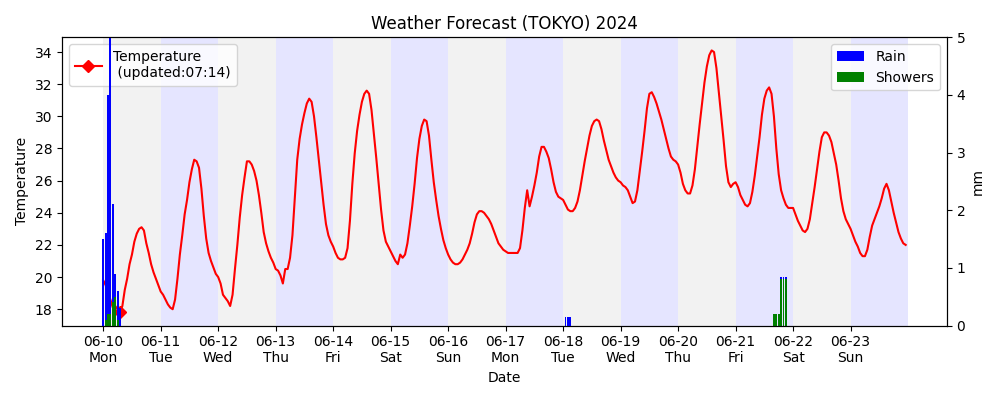 Weather Forecast (TOKYO) 2024
Temperature
(updated:07:14)
Rain
Showers
Temperature
34
32
30
28
26
24
22
20
18
5
4
3
2
1
0
mm
06-10 06-11 06-12 06-13 06-14 06-15 06-16 06-17 06-18 06-19 06-20 06-21 06-22 06-23
Mon Tue Wed Thu Fri Sat Sun Mon Tue Wed Thu Fri Sat Sun
Date